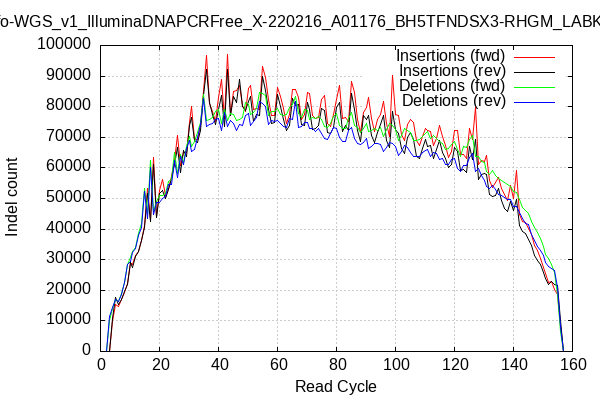 fo-WGS_v1_IlluminaDNAPCRFree_X-220216_A01176_BH5TFNDSX3-RHGM_LABK
100000
90000
80000
70000
60000
50000
40000
30000
20000
10000
0
Indel count
Insertions (fwd)
Insertions (rev)
Deletions (fwd)
Deletions (rev)
0 20 40 60 80 100 120 140 160
Read Cycle